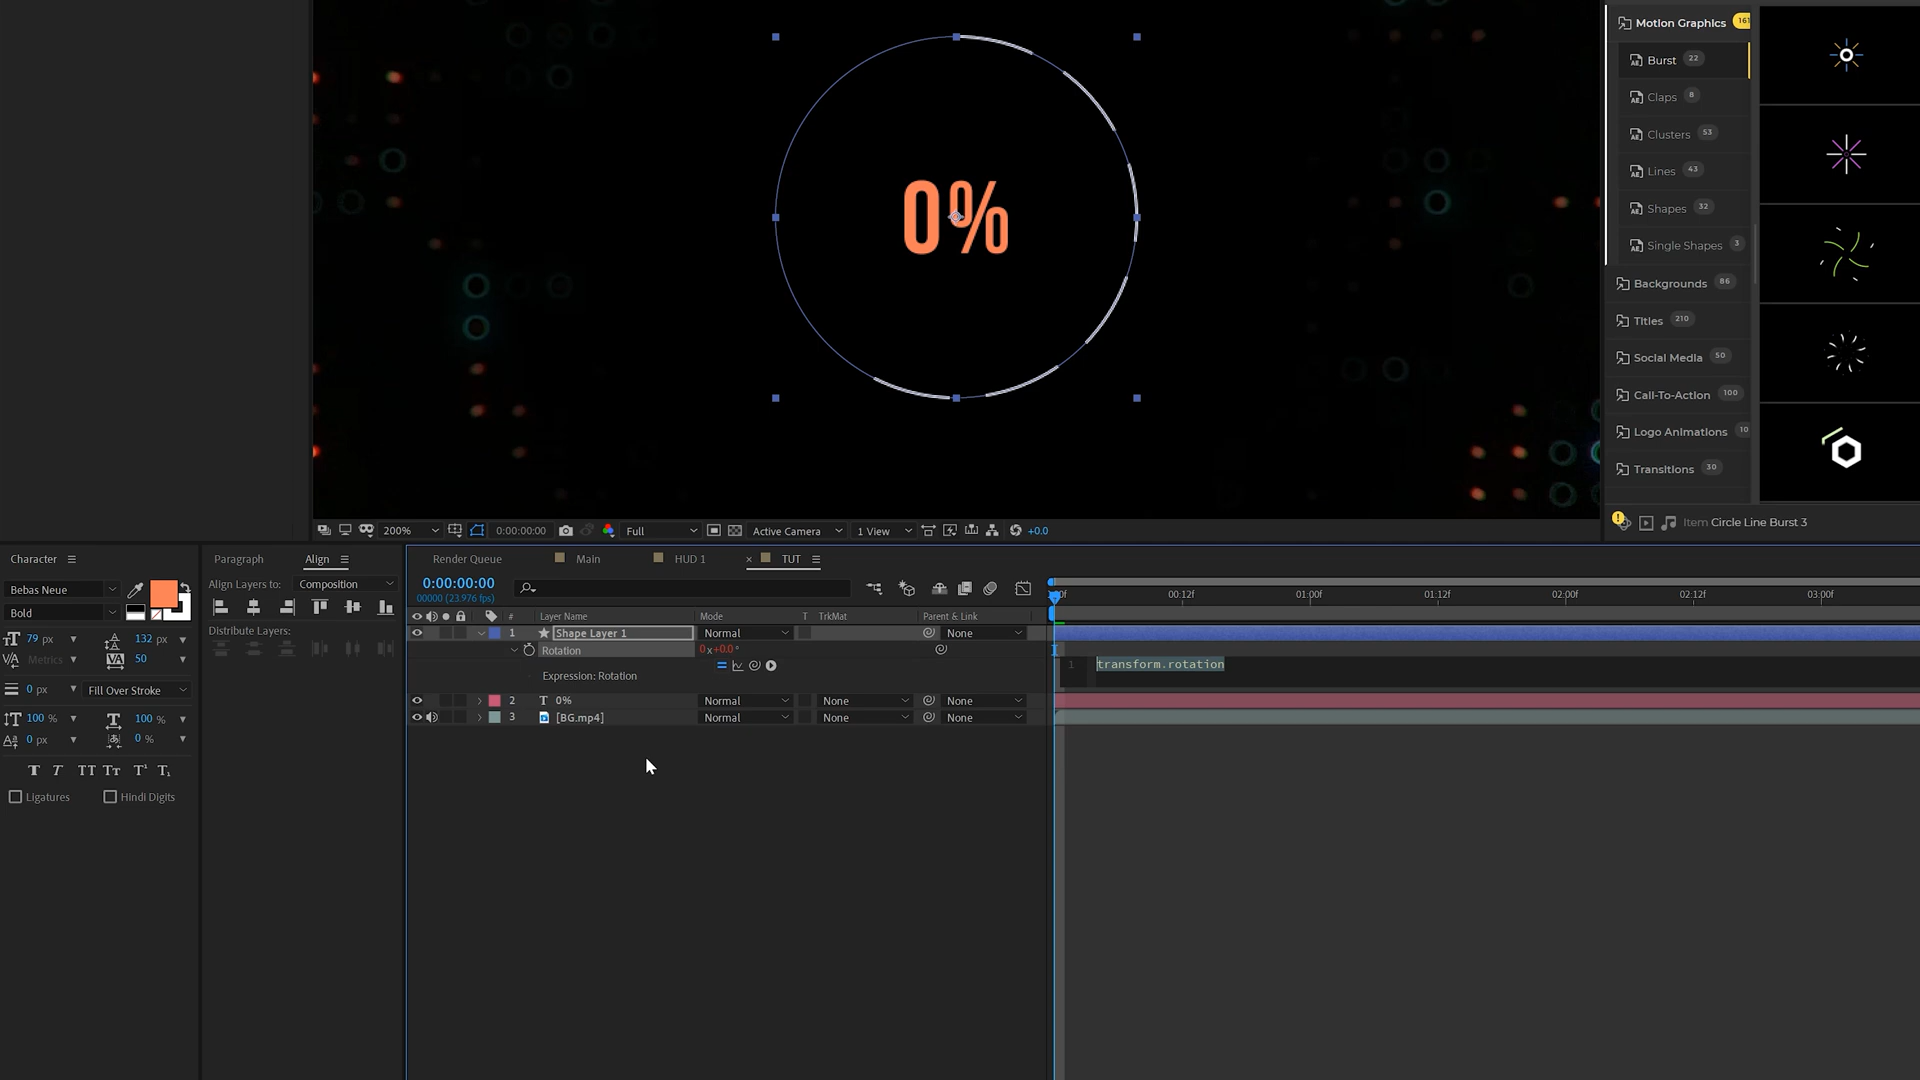 Motion Graphics 161
Burst 22
Claps 8
Clusters 53
Lines 43
Shapes 32
Single Shapes 3
Backgrounds 86
Titles 210
Social Media 50
Call-To-Action 100
Logo Animations 10
Transitions 30
Item Circle Line Burst 3
0%
200% 0:00:00:00 Full Active Camera 1 View +0.0
Character
Bebas Neue
Bold
79 px 132 px
Metrics 50
0 px Fill Over Stroke
100 % 100 %
0 px 0 %
Ligatures Hindi Digits
Paragraph Align
Align Layers to: Composition
Distribute Layers:
Render Queue Main HUD 1 × TUT
0:00:00:00
00000 (23.976 fps)
00:12f 01:00f 01:12f 02:00f 02:12f 03:00f
# Layer Name Mode T TrkMat Parent & Link
1 Shape Layer 1 Normal None
Rotation 0x+0.0°
Expression: Rotation
1 transform.rotation
2 T 0% Normal None None
3 [BG.mp4] Normal None None